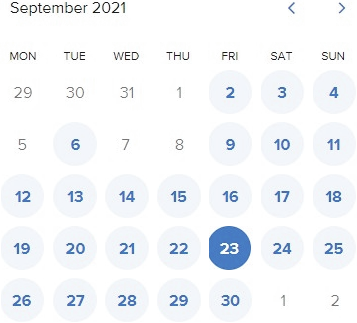 September 2021
MON TUE WED THU FRI SAT SUN
29 30 31 1 2 3 4
5 6 7 8 9 10 11
12 13 14 15 16 17 18
19 20 21 22 23 24 25
26 27 28 29 30 1 2